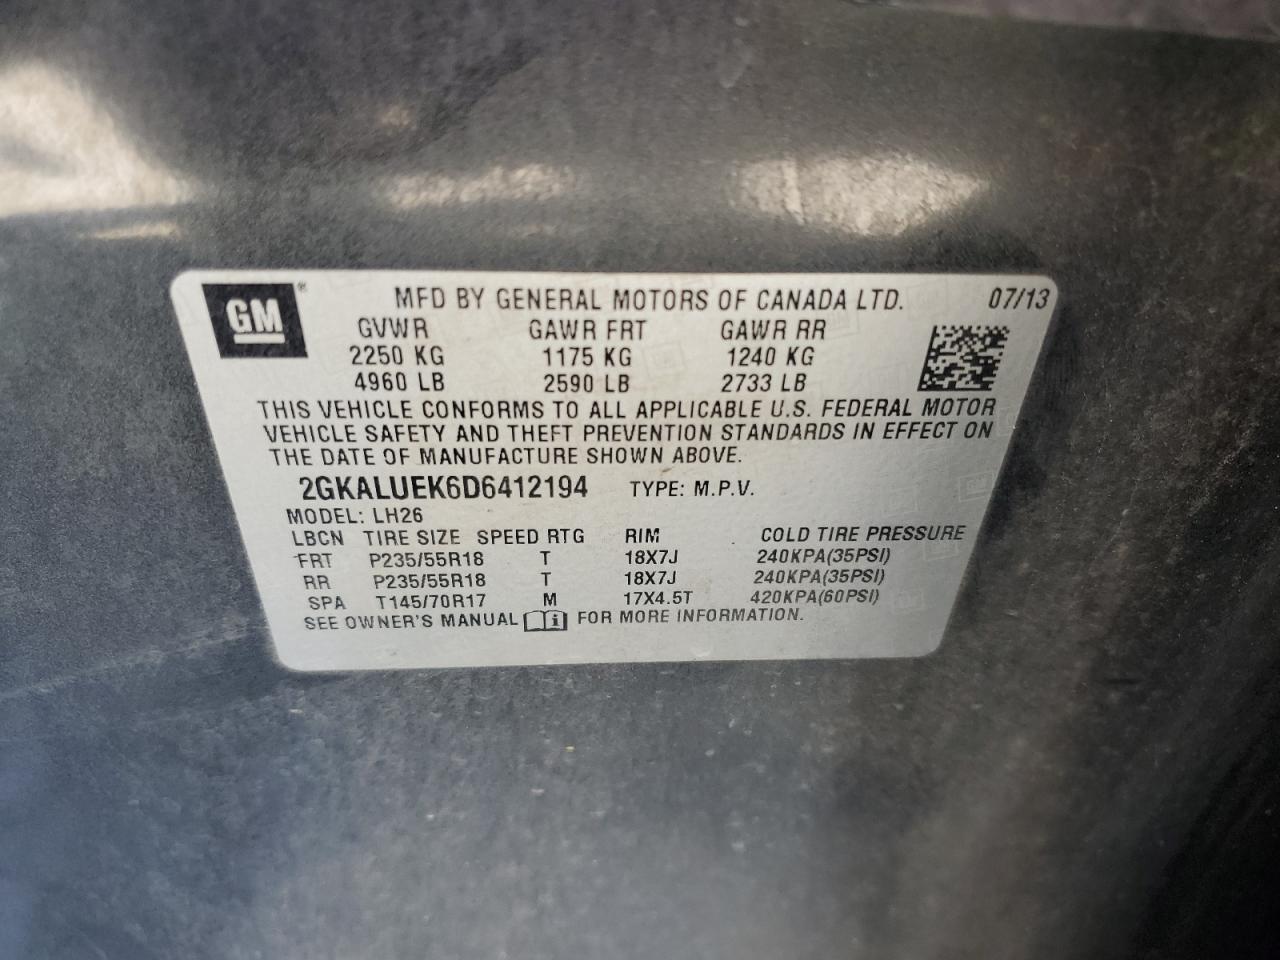 GM ® MFD BY GENERAL MOTORS OF CANADA LTD. 07/13
GVWR GAWR FRT GAWR RR
2250 KG 1175 KG 1240 KG
4960 LB 2590 LB 2733 LB
THIS VEHICLE CONFORMS TO ALL APPLICABLE U.S. FEDERAL MOTOR
VEHICLE SAFETY AND THEFT PREVENTION STANDARDS IN EFFECT ON
THE DATE OF MANUFACTURE SHOWN ABOVE.
2GKALUEK6D6412194 TYPE: M.P.V.
MODEL: LH26
LBCN TIRE SIZE SPEED RTG RIM COLD TIRE PRESSURE
FRT P235/55R18 T 18X7J 240KPA(35PSI)
RR P235/55R18 T 18X7J 240KPA(35PSI)
SPA T145/70R17 M 17X4.5T 420KPA(60PSI)
SEE OWNER'S MANUAL i FOR MORE INFORMATION.